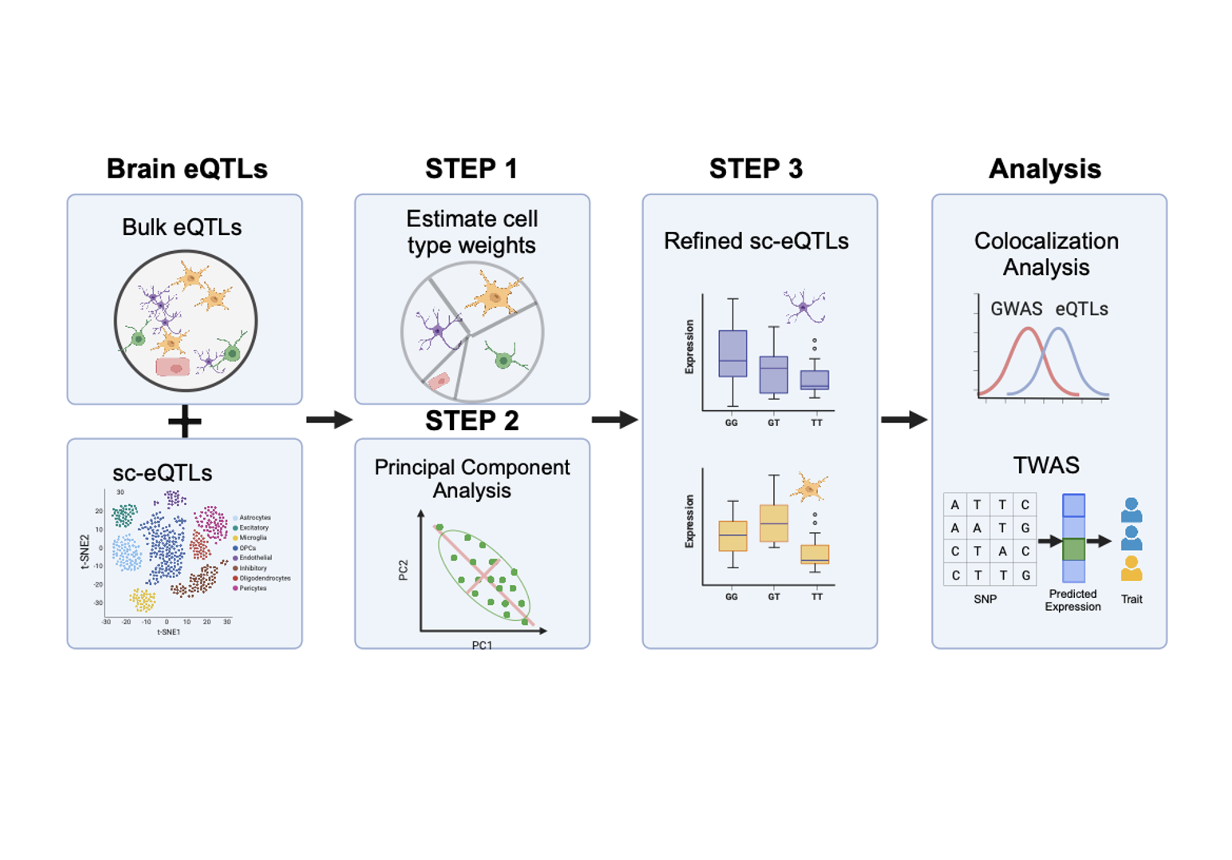 Brain eQTLs
Bulk eQTLs
sc-eQTLs
t-SNE2
30
20
10
0
-10
-20
-30
-30 -20 -10 0 10 20 30
t-SNE1
Astrocytes
Excitatory
Microglia
OPCs
Endothelial
Inhibitory
Oligodendrocytes
Pericytes
STEP 1
Estimate cell
type weights
STEP 2
Principal Component
Analysis
PC2
PC1
STEP 3
Refined sc-eQTLs
Expression
GG GT TT
Expression
GG GT TT
Analysis
Colocalization
Analysis
GWAS eQTLs
TWAS
A T T C
A A T G
C T A C
C T T G
SNP
Predicted
Expression
Trait